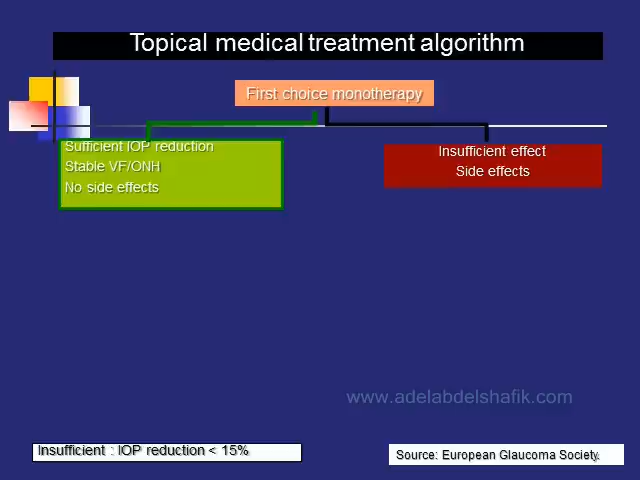 Topical medical treatment algorithm
First choice monotherapy
Sufficient IOP reduction
Stable VF/ONH
No side effects
Insufficient effect
Side effects
www.adelabdelshafik.com
Insufficient : IOP reduction < 15%
Source: European Glaucoma Society.